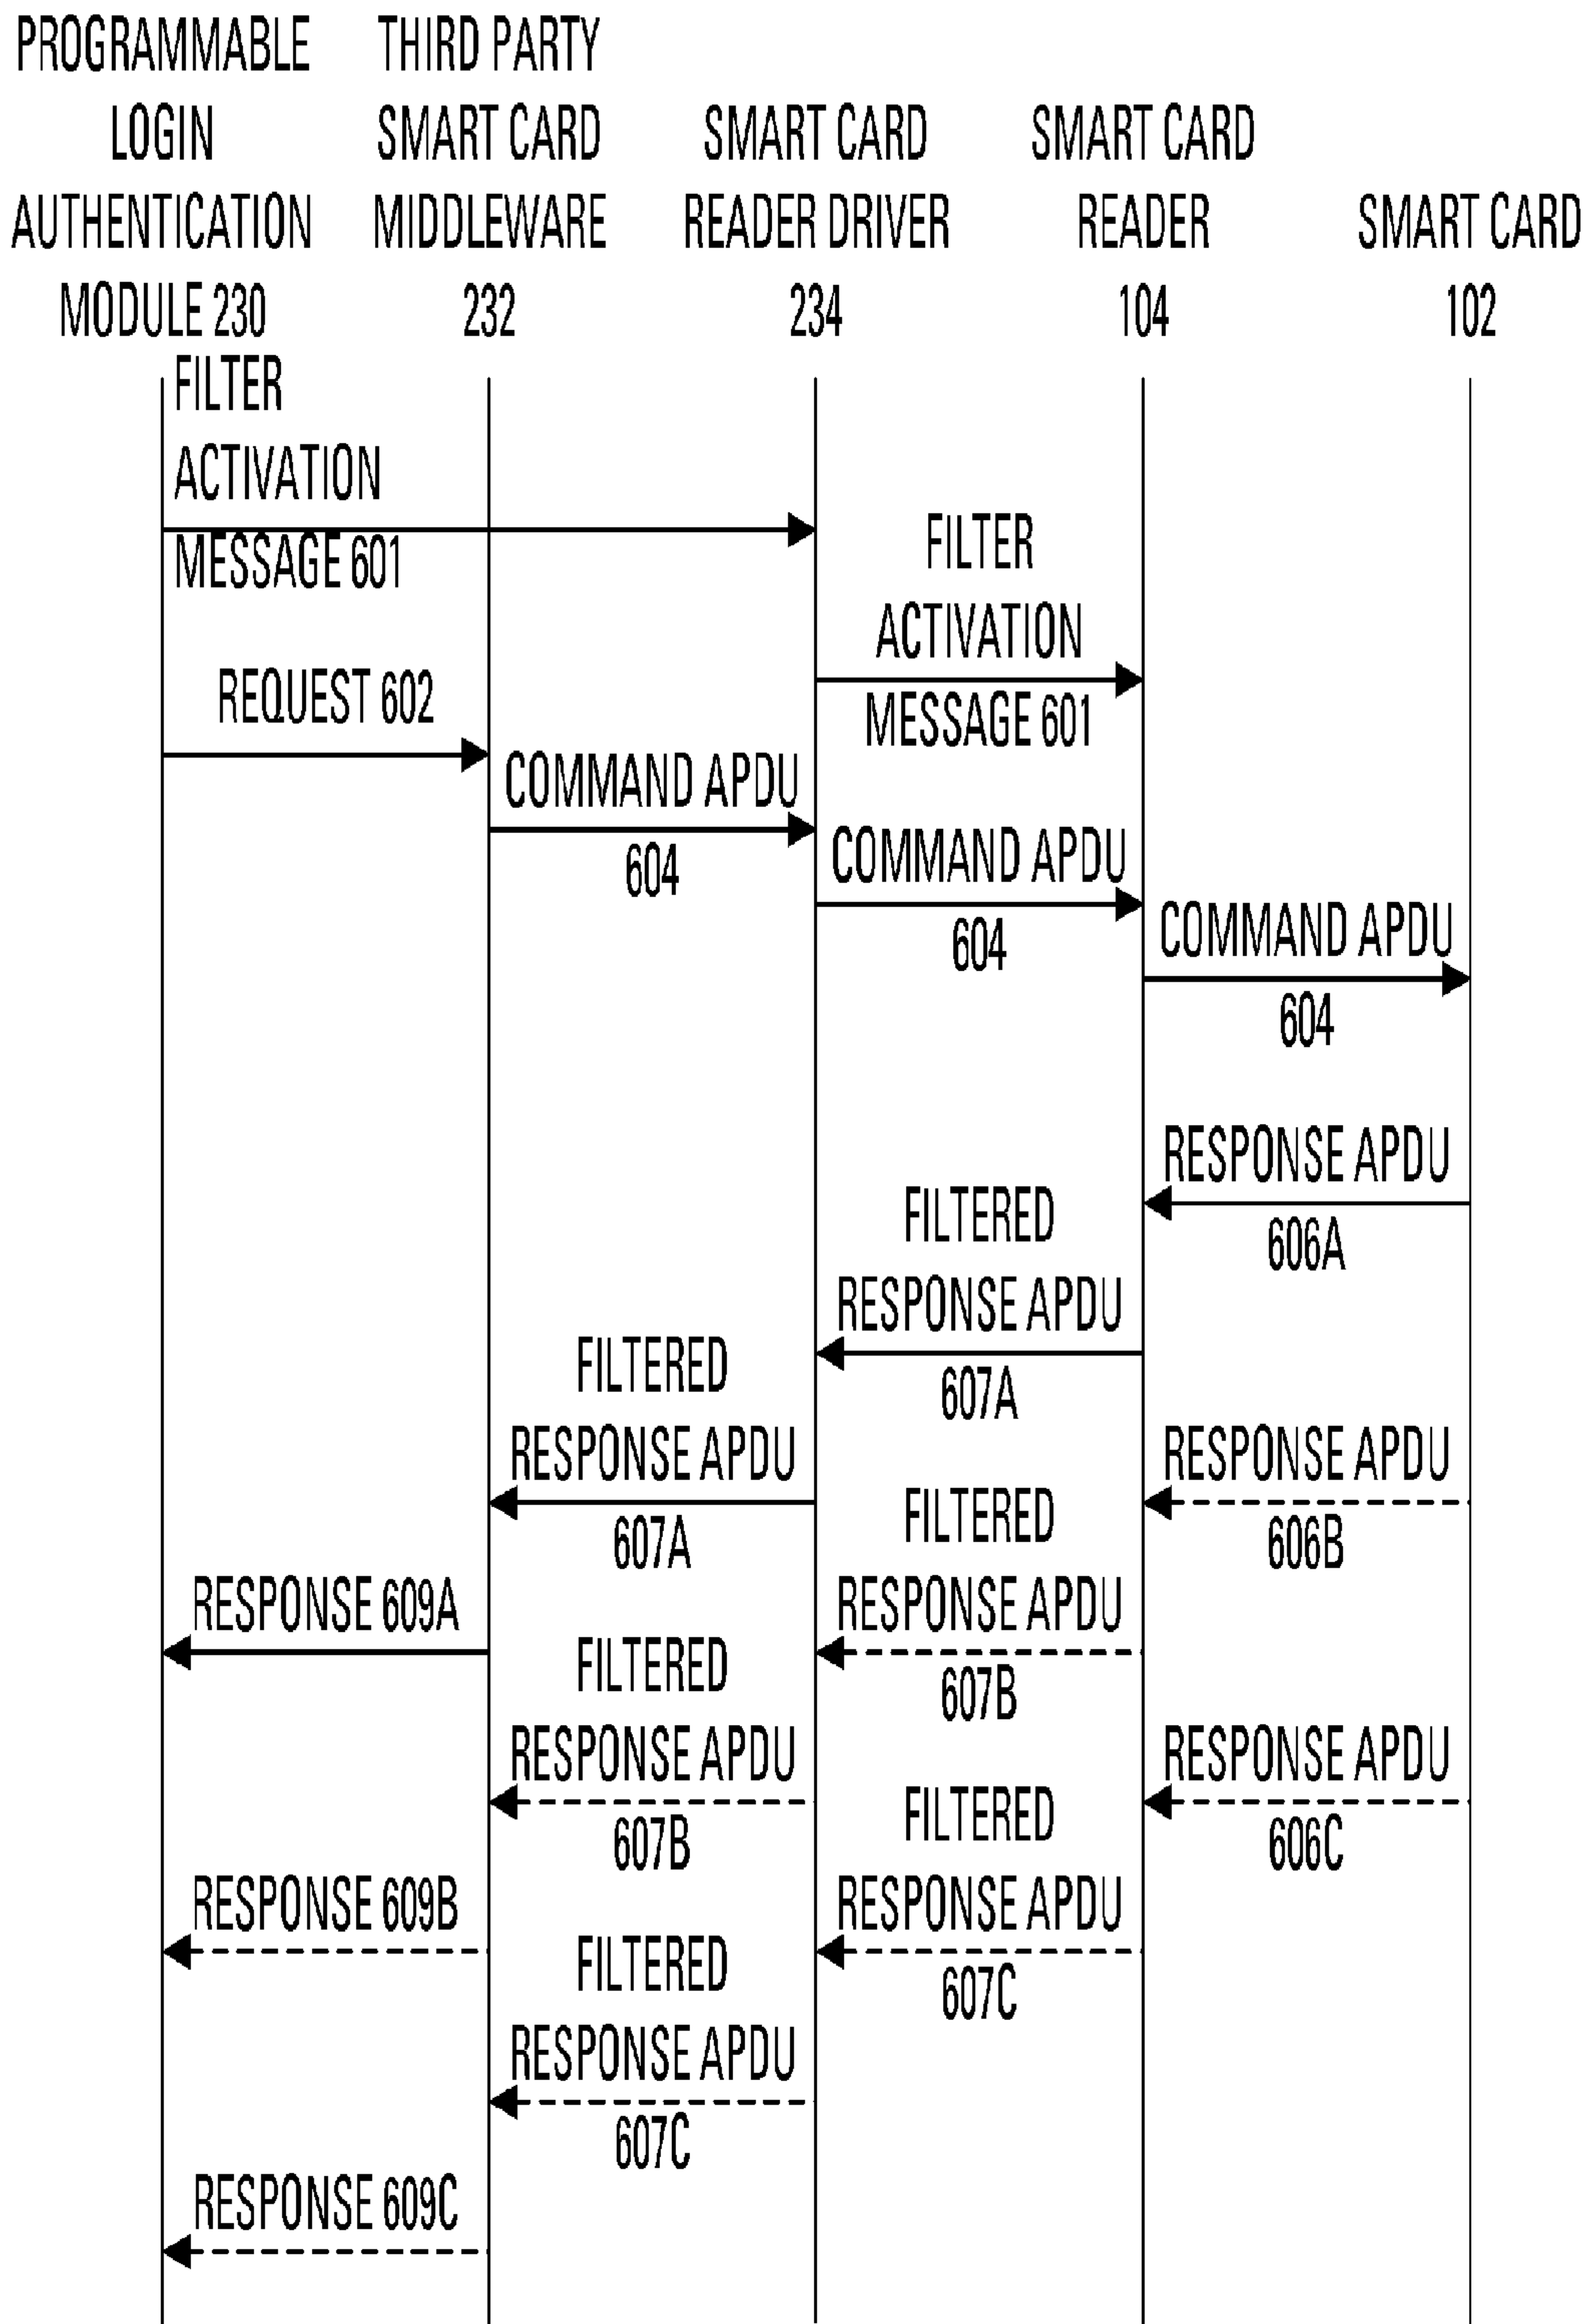 PROGRAMMABLE
LOGIN
AUTHENTICATION
MODULE 230
THIRD PARTY
SMART CARD
MIDDLEWARE
232
SMART CARD
READER DRIVER
234
SMART CARD
READER
104
SMART CARD
102
FILTER
ACTIVATION
MESSAGE 601
FILTER
ACTIVATION
MESSAGE 601
REQUEST 602
COMMAND APDU
604
COMMAND APDU
604
COMMAND APDU
604
RESPONSE APDU
606A
FILTERED
RESPONSE APDU
607A
FILTERED
RESPONSE APDU
607A
RESPONSE APDU
606B
RESPONSE 609A
FILTERED
RESPONSE APDU
607B
FILTERED
RESPONSE APDU
607B
RESPONSE APDU
606C
RESPONSE 609B
FILTERED
RESPONSE APDU
607C
FILTERED
RESPONSE APDU
607C
RESPONSE 609C